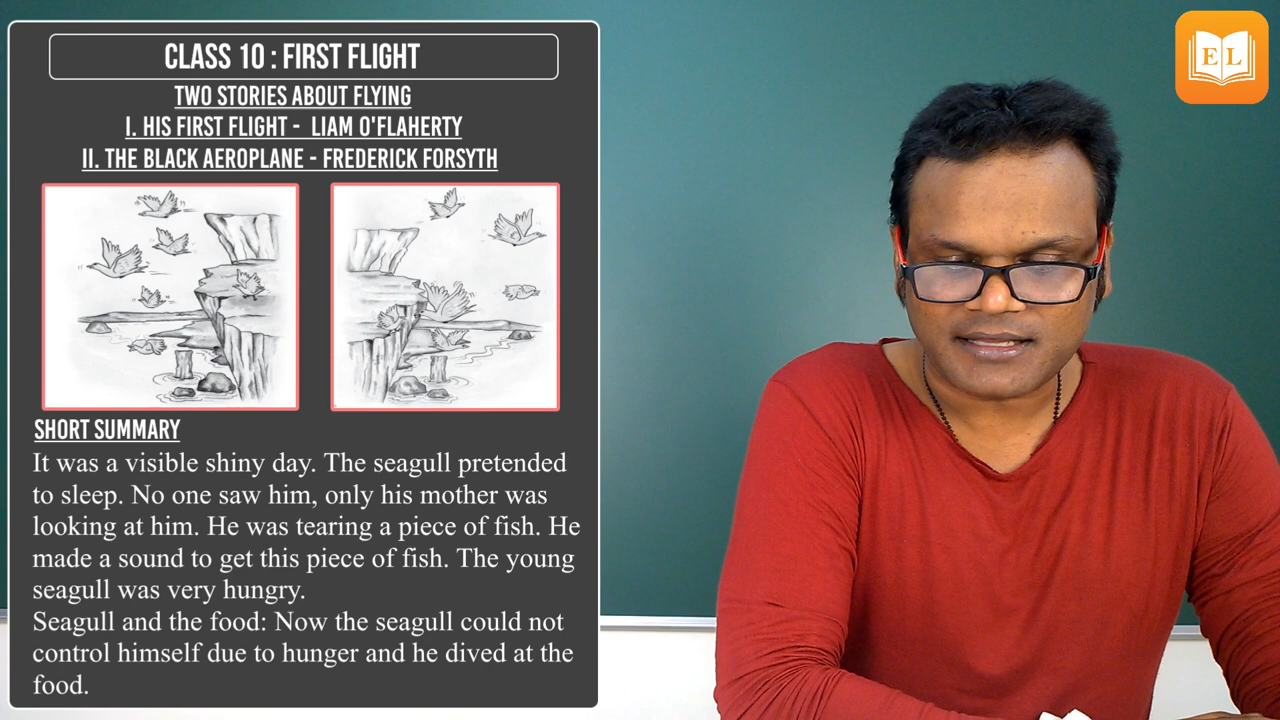 CLASS 10 : FIRST FLIGHT
TWO STORIES ABOUT FLYING
I. HIS FIRST FLIGHT - LIAM O'FLAHERTY
II. THE BLACK AEROPLANE - FREDERICK FORSYTH
SHORT SUMMARY
It was a visible shiny day. The seagull pretended
to sleep. No one saw him, only his mother was
looking at him. He was tearing a piece of fish. He
made a sound to get this piece of fish. The young
seagull was very hungry.
Seagull and the food: Now the seagull could not
control himself due to hunger and he dived at the
food.
E L